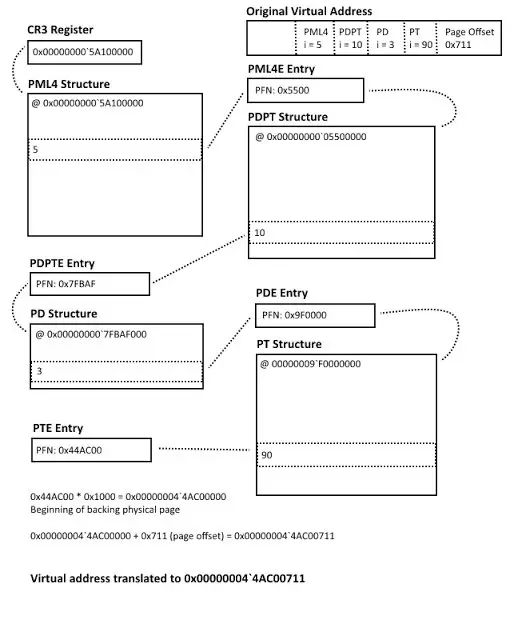 CR3 Register
0x00000000`5A100000
Original Virtual Address
PML4 PDPT PD PT Page Offset
i = 5 i = 10 i = 3 i = 90 0x711
PML4 Structure
@ 0x00000000`5A100000
5
PML4E Entry
PFN: 0x5500
PDPT Structure
@ 0x00000000`05500000
10
PDPTE Entry
PFN: 0x7FBAF
PD Structure
@ 0x00000000`7FBAF000
3
PDE Entry
PFN: 0x9F0000
PT Structure
@ 00000009`F0000000
90
PTE Entry
PFN: 0x44AC00
0x44AC00 * 0x1000 = 0x00000004`4AC00000
Beginning of backing physical page
0x00000004`4AC00000 + 0x711 (page offset) = 0x00000004`4AC00711
Virtual address translated to 0x00000004`4AC00711